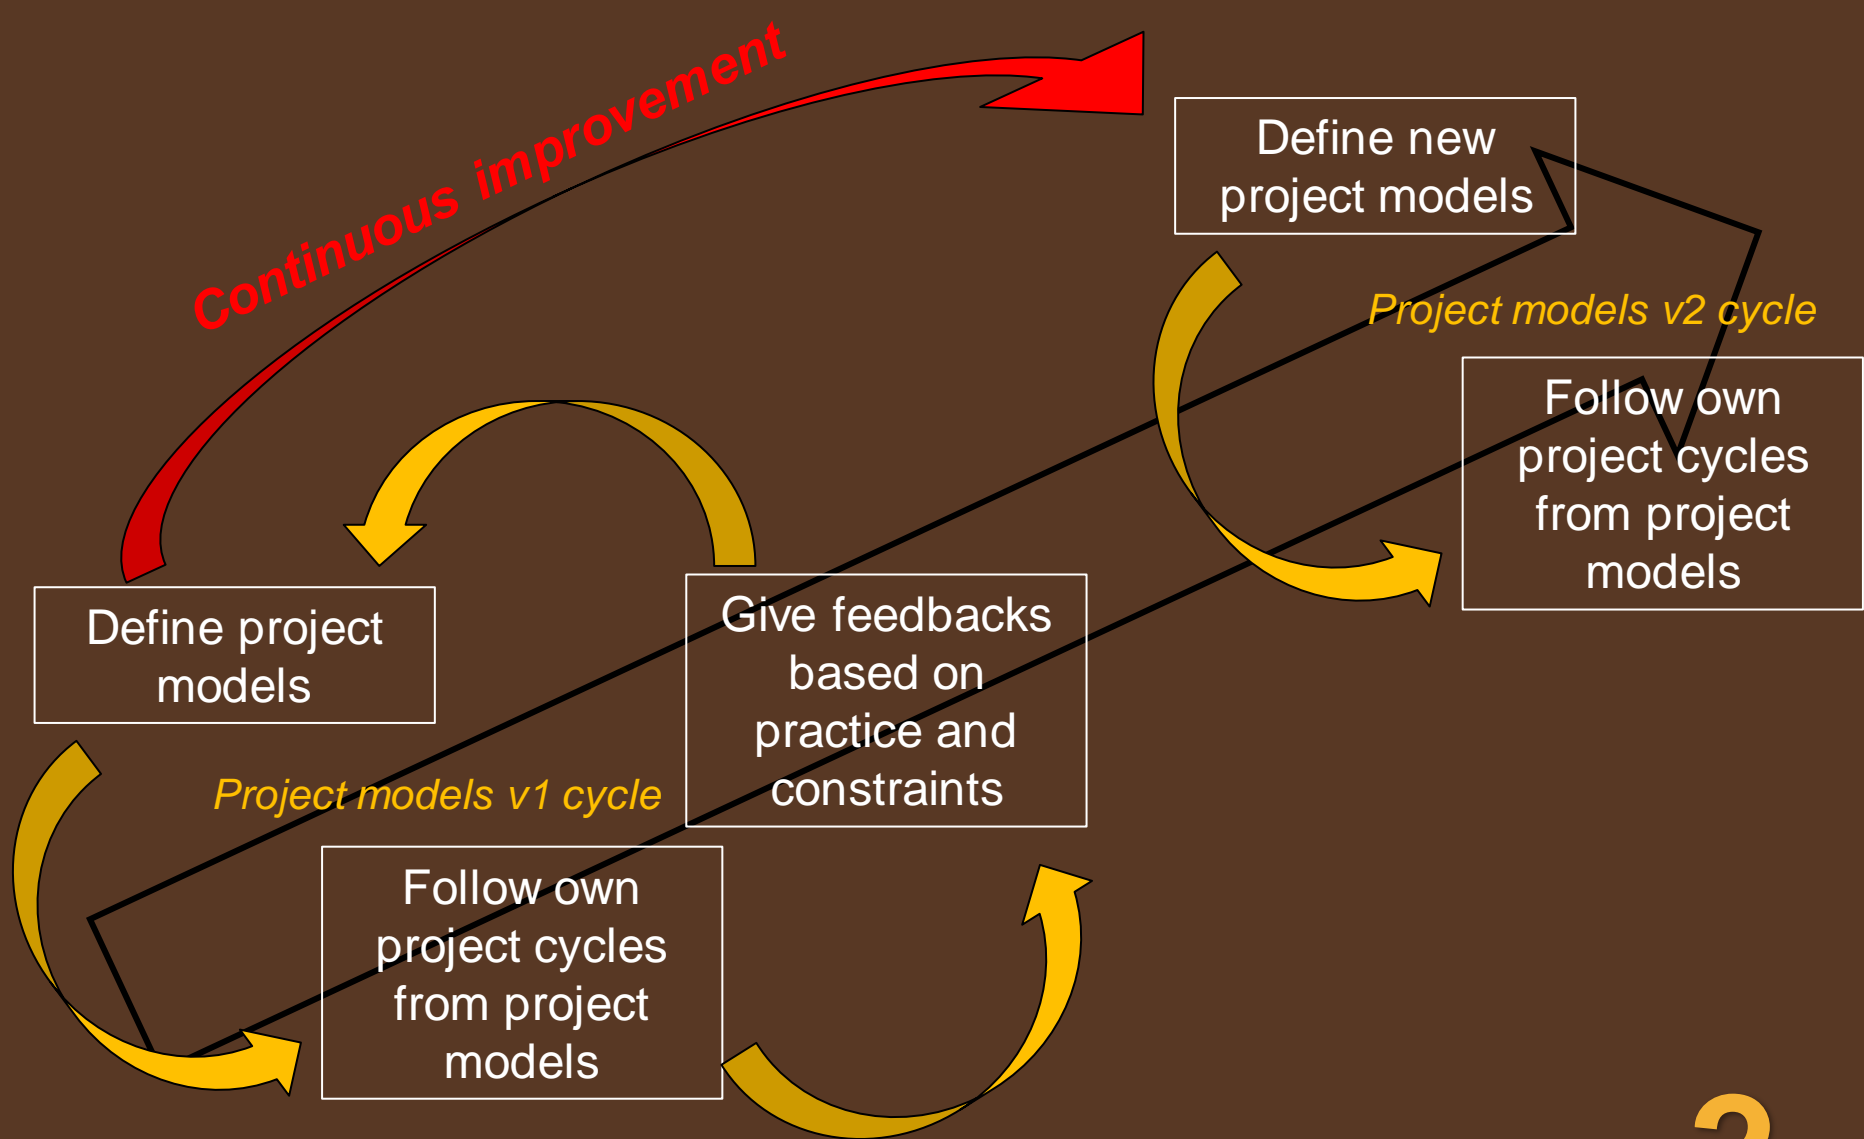 Continuous improvement
Define new
project models
Project models v2 cycle
Follow own
project cycles
from project
models
Define project
models
Give feedbacks
based on
practice and
constraints
Project models v1 cycle
Follow own
project cycles
from project
models